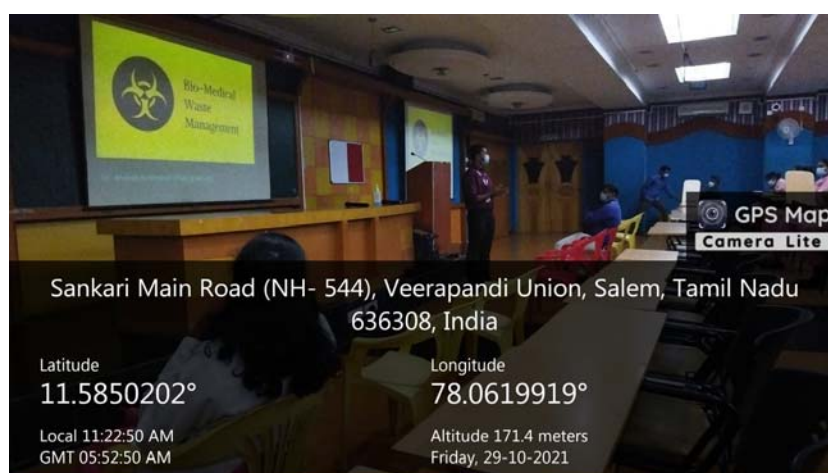 Bio-Medical
Waste
Management
GPS Map
Camera Lite
Sankari Main Road (NH- 544), Veerapandi Union, Salem, Tamil Nadu
636308, India
Latitude
11.5850202°
Longitude
78.0619919°
Local 11:22:50 AM
GMT 05:52:50 AM
Altitude 171.4 meters
Friday, 29-10-2021